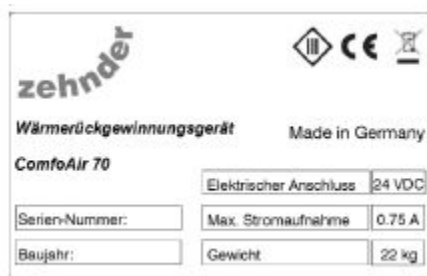 zehnder
III CE
Wärmerückgewinnungsgerät
Made in Germany
ComfoAir 70
Elektrischer Anschluss 24 VDC
Serien-Nummer: Max. Stromaufnahme 0.75 A
Baujahr: Gewicht 22 kg